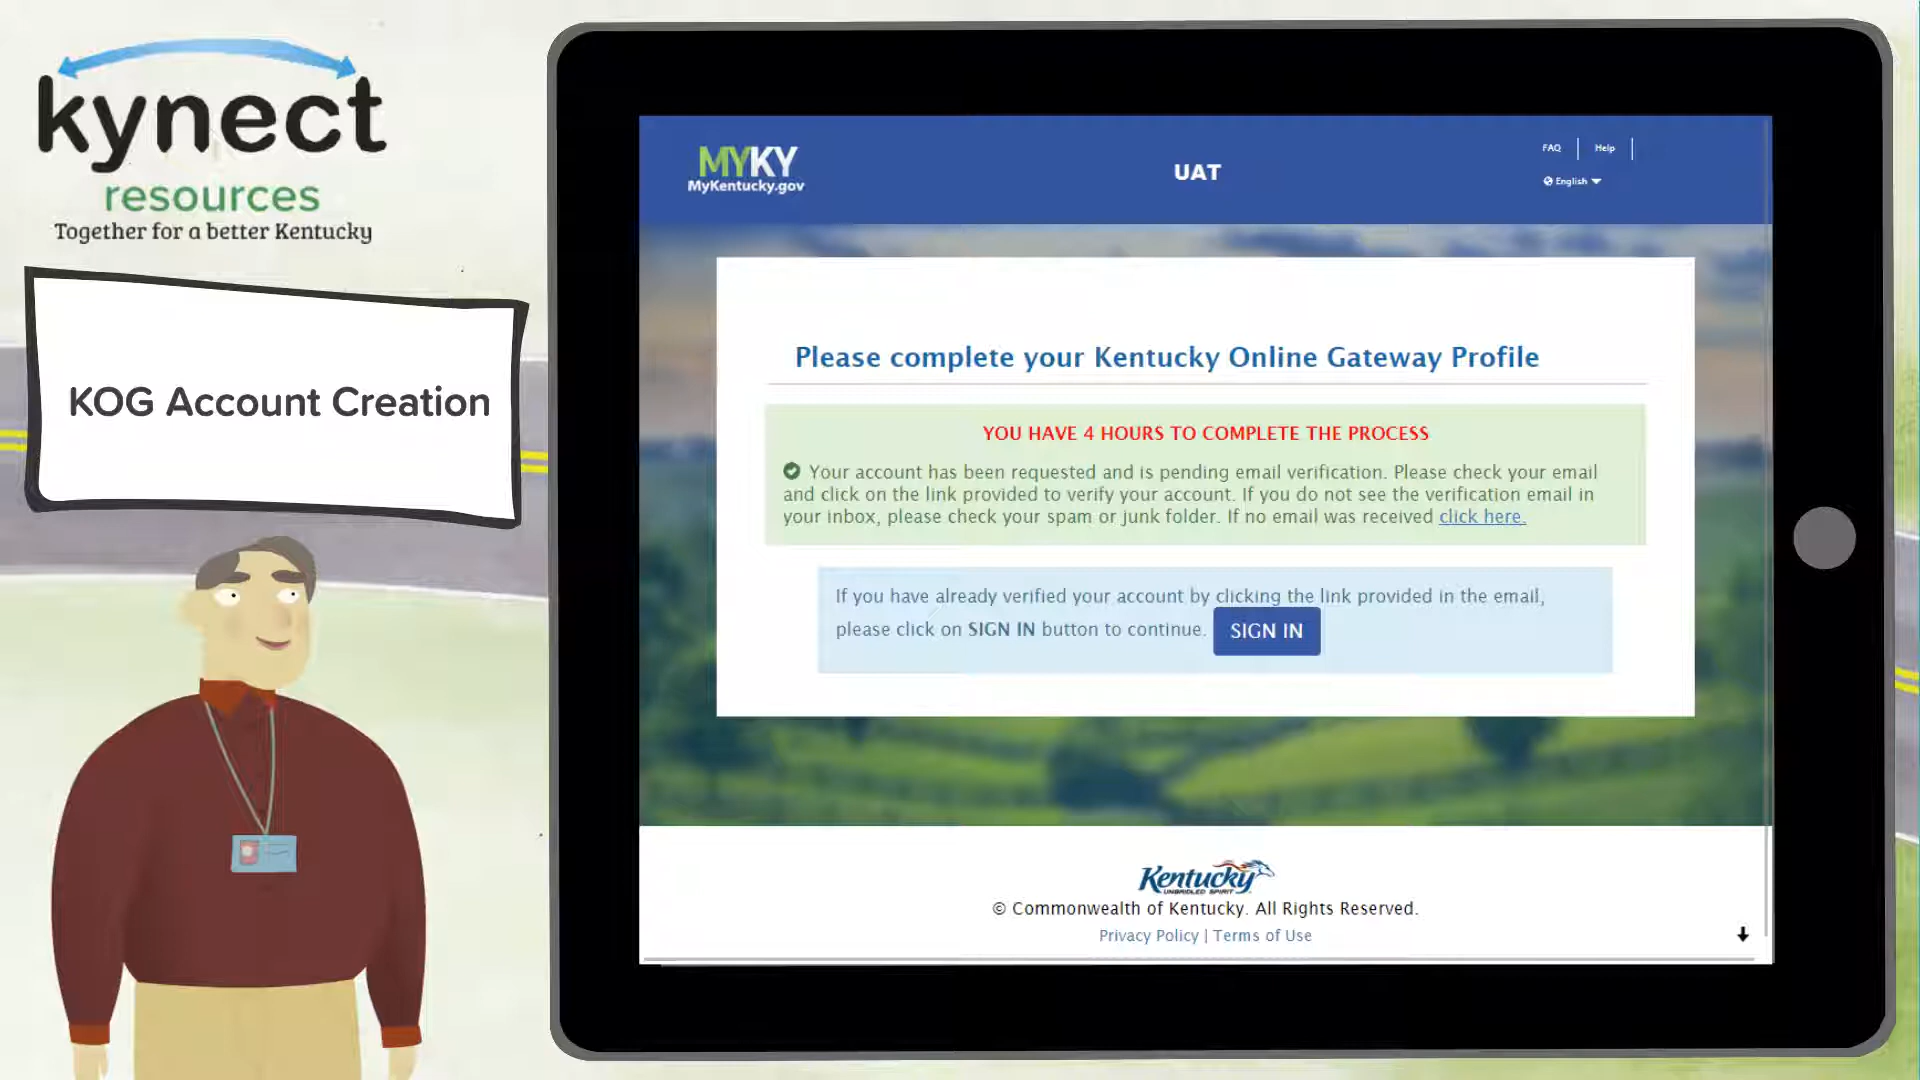 kynect
resources
Together for a better Kentucky
KOG Account Creation
MYKY
MyKentucky.gov
UAT
FAQ
Help
English
Please complete your Kentucky Online Gateway Profile
YOU HAVE 4 HOURS TO COMPLETE THE PROCESS
Your account has been requested and is pending email verification. Please check your email
and click on the link provided to verify your account. If you do not see the verification email in
your inbox, please check your spam or junk folder. If no email was received click here.
If you have already verified your account by clicking the link provided in the email,
please click on SIGN IN button to continue. SIGN IN
Kentucky
UNBRIDLED SPIRIT
© Commonwealth of Kentucky. All Rights Reserved.
Privacy Policy | Terms of Use